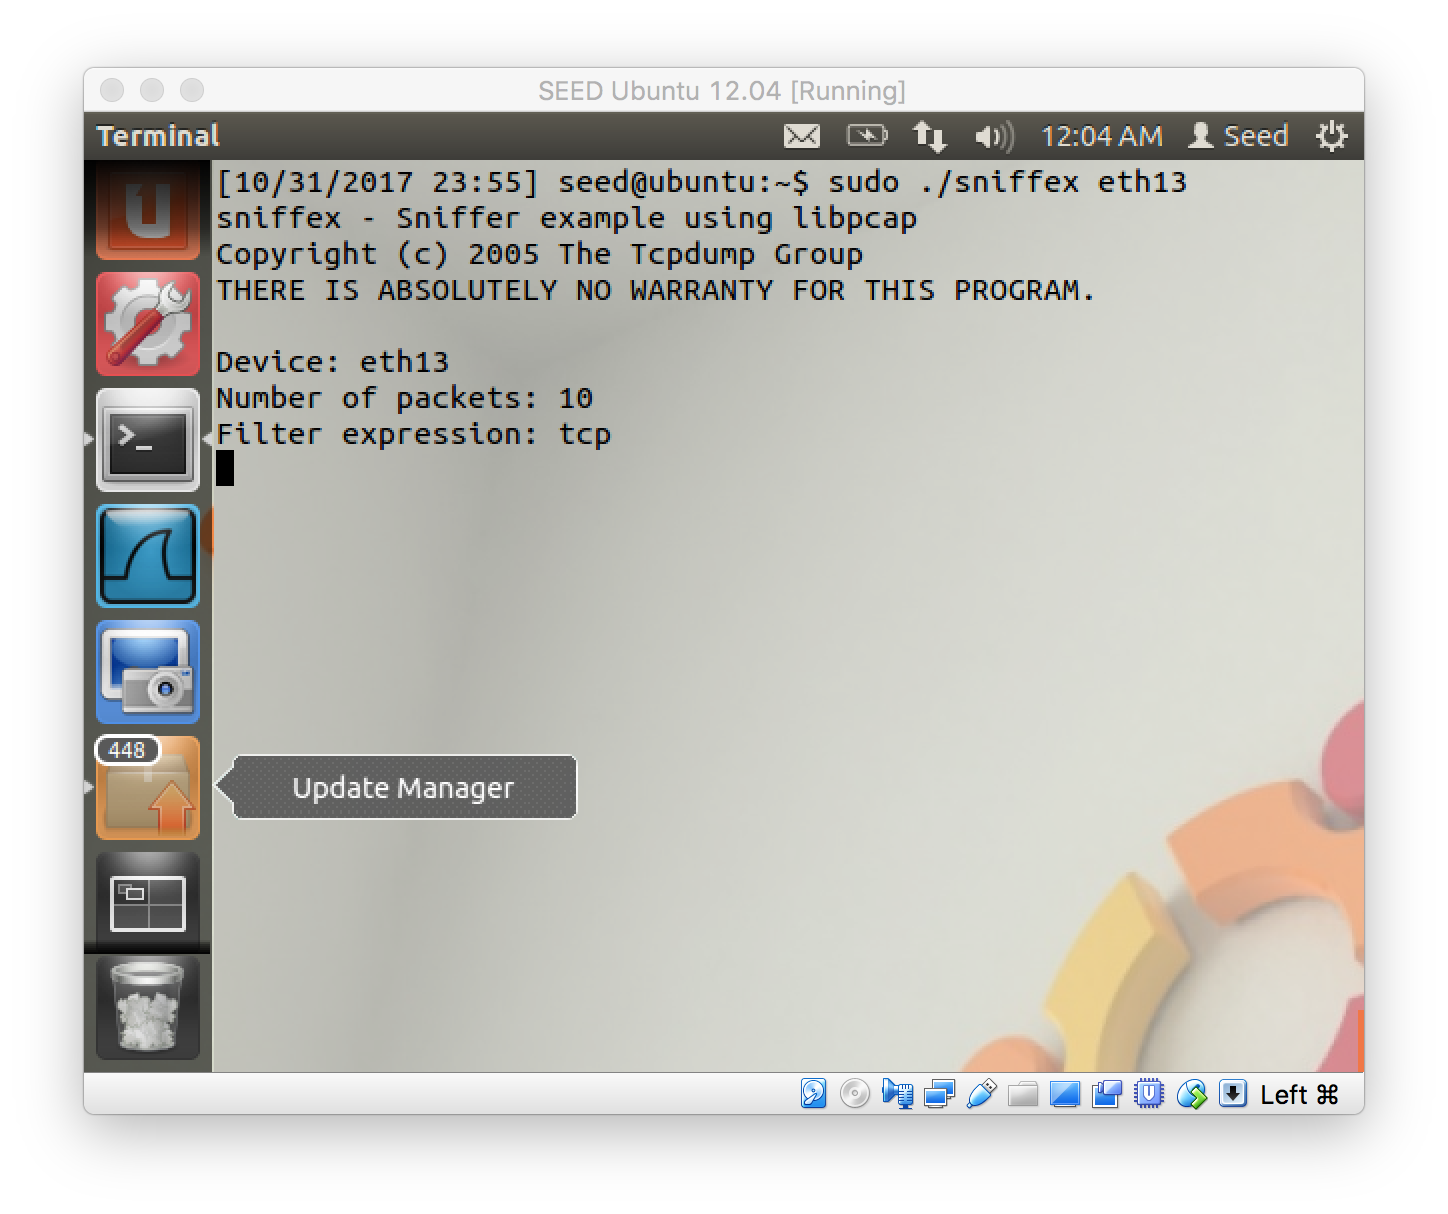 SEED Ubuntu 12.04 [Running]
Terminal
12:04 AM
Seed
[10/31/2017 23:55] seed@ubuntu:~$ sudo ./sniffex eth13
sniffex - Sniffer example using libpcap
Copyright (c) 2005 The Tcpdump Group
THERE IS ABSOLUTELY NO WARRANTY FOR THIS PROGRAM.
Device: eth13
Number of packets: 10
Filter expression: tcp
>_
448
Update Manager
Left ⌘